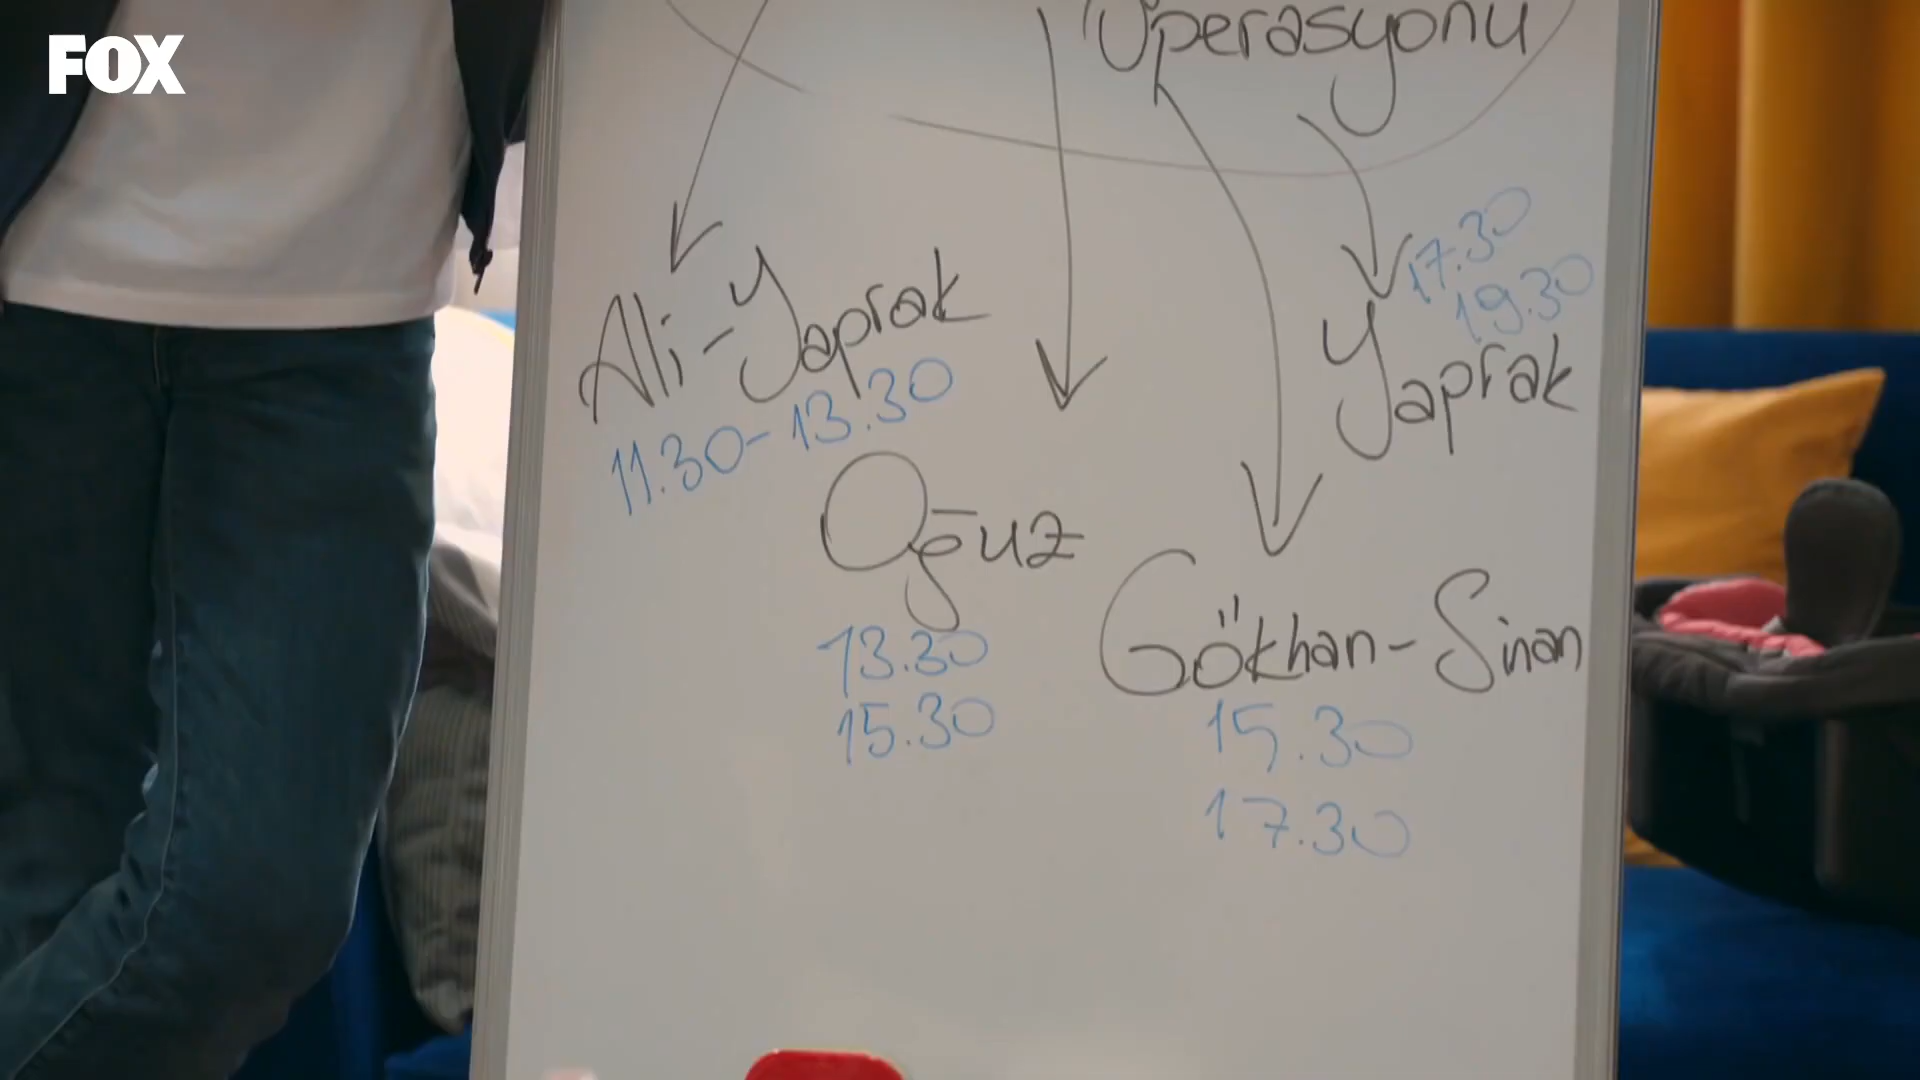 FOX
Operasyonu
Ali-Yaprak
11.30-13.30
Oğuz
13.30
15.30
Gökhan-Sinan
15.30
17.30
17.30
19.30
Yaprak